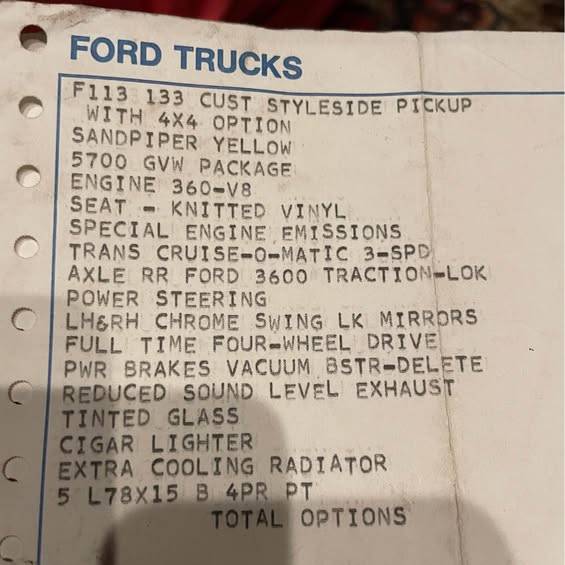 FORD TRUCKS
F113 133 CUST STYLESIDE PICKUP
WITH 4X4 OPTION
SANDPIPER YELLOW
5700 GVW PACKAGE
ENGINE 360-V8
SEAT - KNITTED VINYL
SPECIAL ENGINE EMISSIONS
TRANS CRUISE-O-MATIC 3-SPD
AXLE RR FORD 3600 TRACTION-LOK
POWER STEERING
LH&RH CHROME SWING LK MIRRORS
FULL TIME FOUR-WHEEL DRIVE
PWR BRAKES VACUUM BSTR-DELETE
REDUCED SOUND LEVEL EXHAUST
TINTED GLASS
CIGAR LIGHTER
EXTRA COOLING RADIATOR
5 L78X15 B 4PR PT
TOTAL OPTIONS